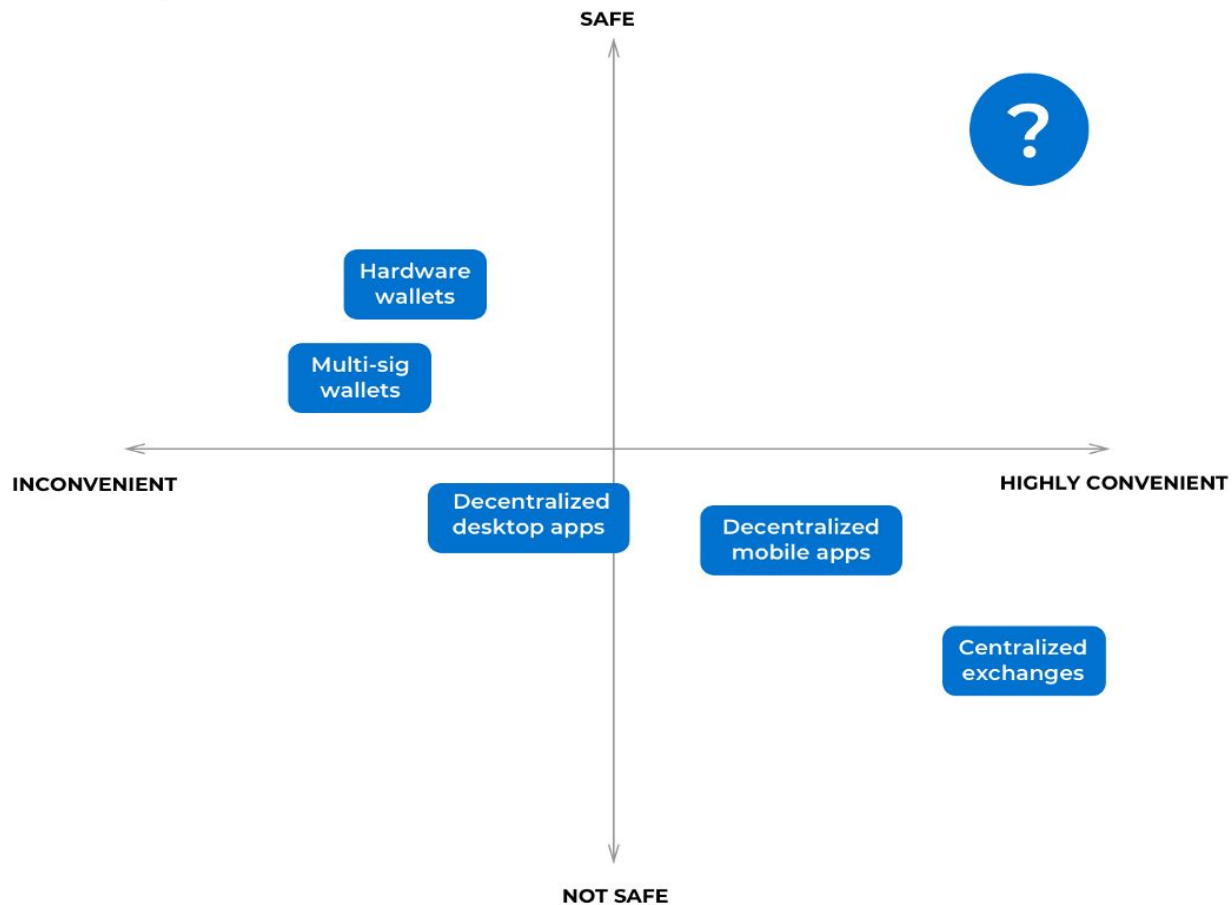 SAFE
?
Hardware
wallets
Multi-sig
wallets
INCONVENIENT
HIGHLY CONVENIENT
Decentralized
desktop apps
Decentralized
mobile apps
Centralized
exchanges
NOT SAFE